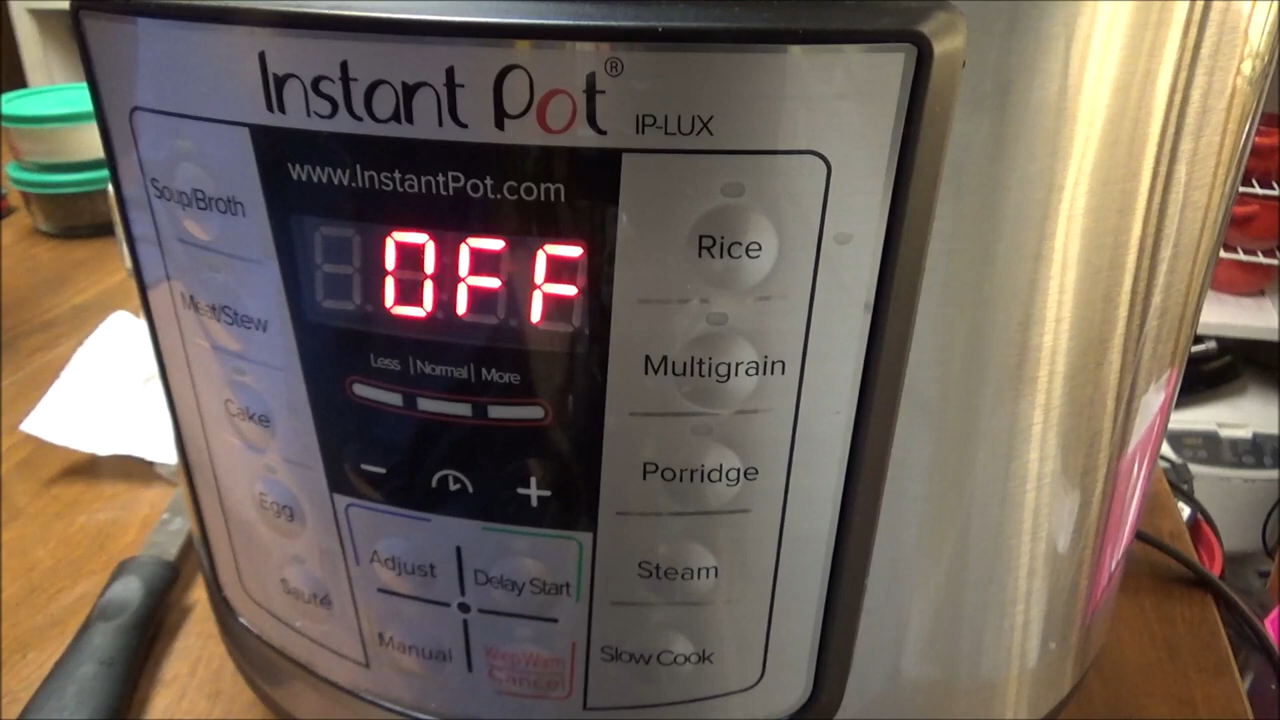 Instant Pot® IP-LUX
www.InstantPot.com
OFF
Less | Normal | More
- +
Soup/Broth
Meat/Stew
Cake
Egg
Sauté
Adjust
Delay Start
Manual
Keep Warm
Cancel
Rice
Multigrain
Porridge
Steam
Slow Cook